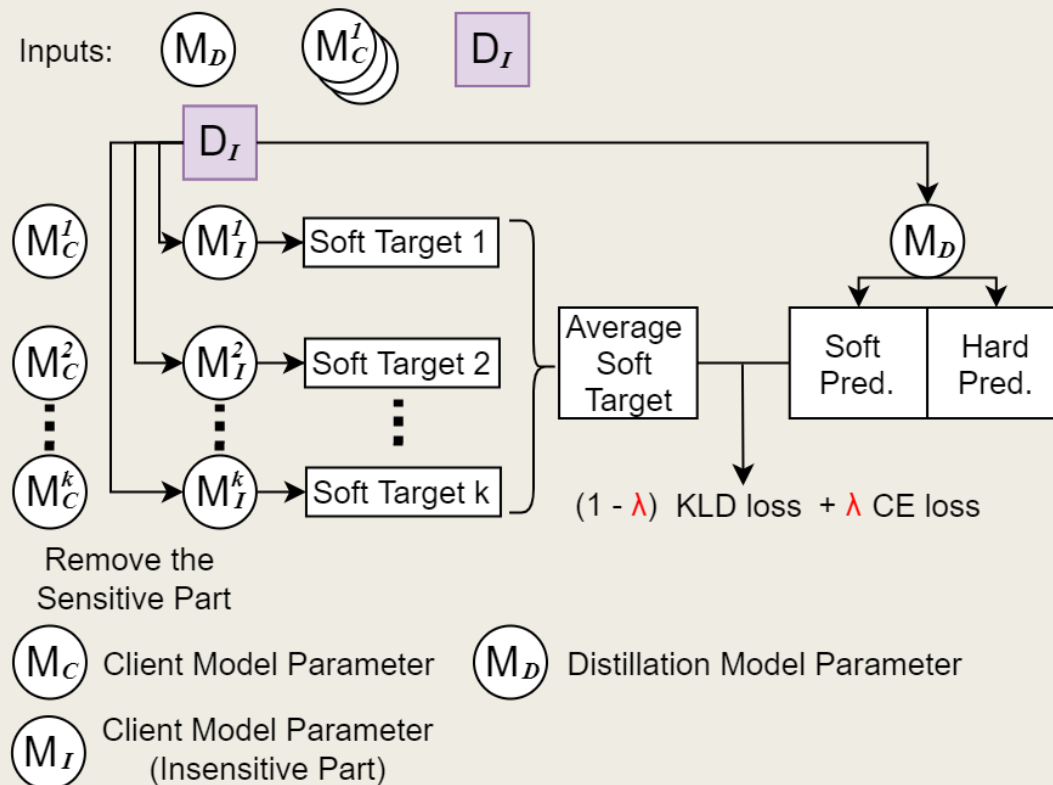 Inputs: M_D M_C^1 D_I
D_I
M_C^1 M_I^1 Soft Target 1 M_D
M_C^2 M_I^2 Soft Target 2
Average
Soft
Target
Soft
Pred.
Hard
Pred.
M_C^k M_I^k Soft Target k
(1 - λ) KLD loss + λ CE loss
Remove the
Sensitive Part
M_C Client Model Parameter
M_D Distillation Model Parameter
M_I Client Model Parameter
(Insensitive Part)